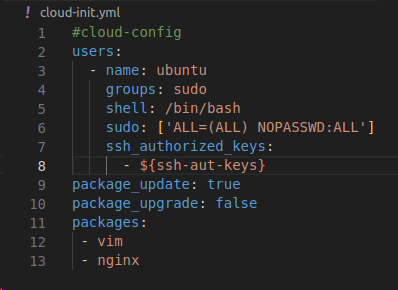 ! cloud-init.yml
1 #cloud-config
2 users:
3   - name: ubuntu
4     groups: sudo
5     shell: /bin/bash
6     sudo: ['ALL=(ALL) NOPASSWD:ALL']
7     ssh_authorized_keys:
8       - ${ssh-aut-keys}
9 package_update: true
10 package_upgrade: false
11 packages:
12  - vim
13  - nginx